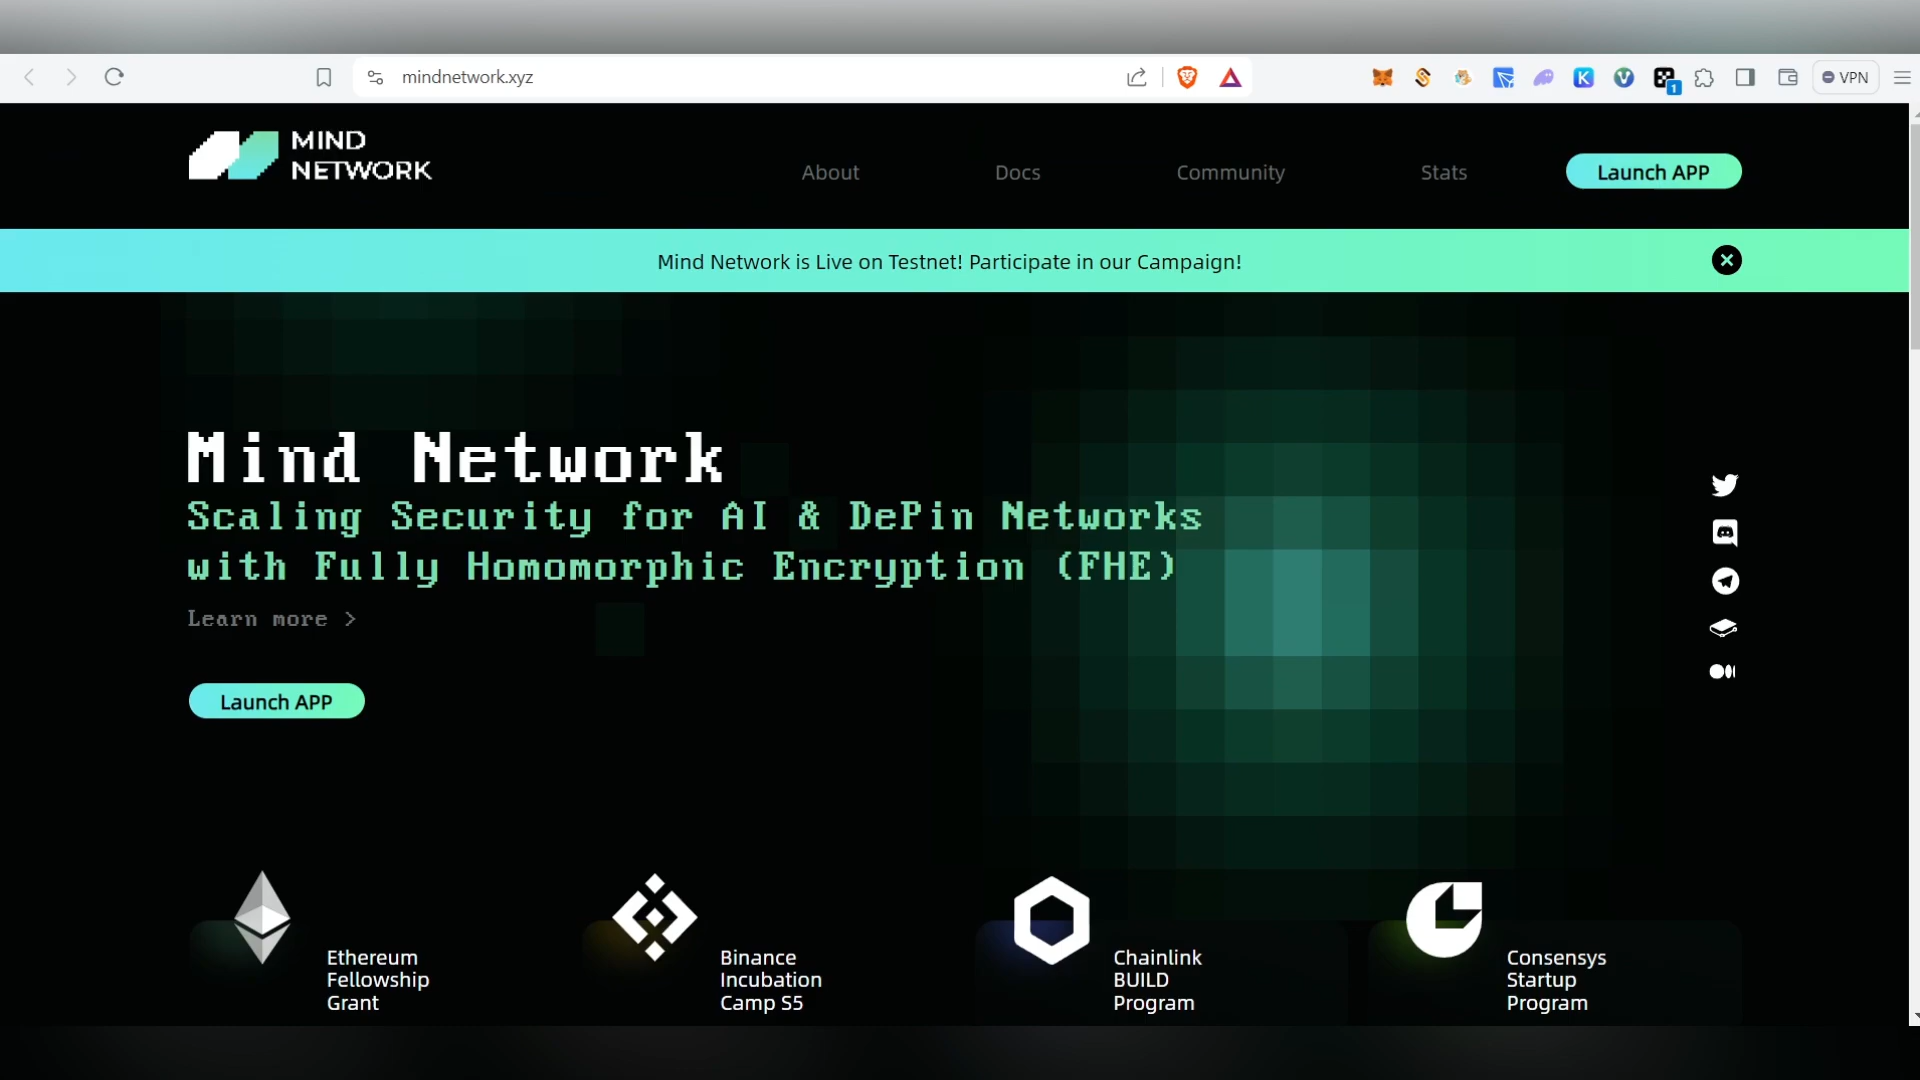 mindnetwork.xyz
1
VPN
MIND
NETWORK
About
Docs
Community
Stats
Launch APP
Mind Network is Live on Testnet! Participate in our Campaign!
Mind Network
Scaling Security for AI & DePin Networks
with Fully Homomorphic Encryption (FHE)
Learn more >
Launch APP
Ethereum
Fellowship
Grant
Binance
Incubation
Camp S5
Chainlink
BUILD
Program
Consensys
Startup
Program